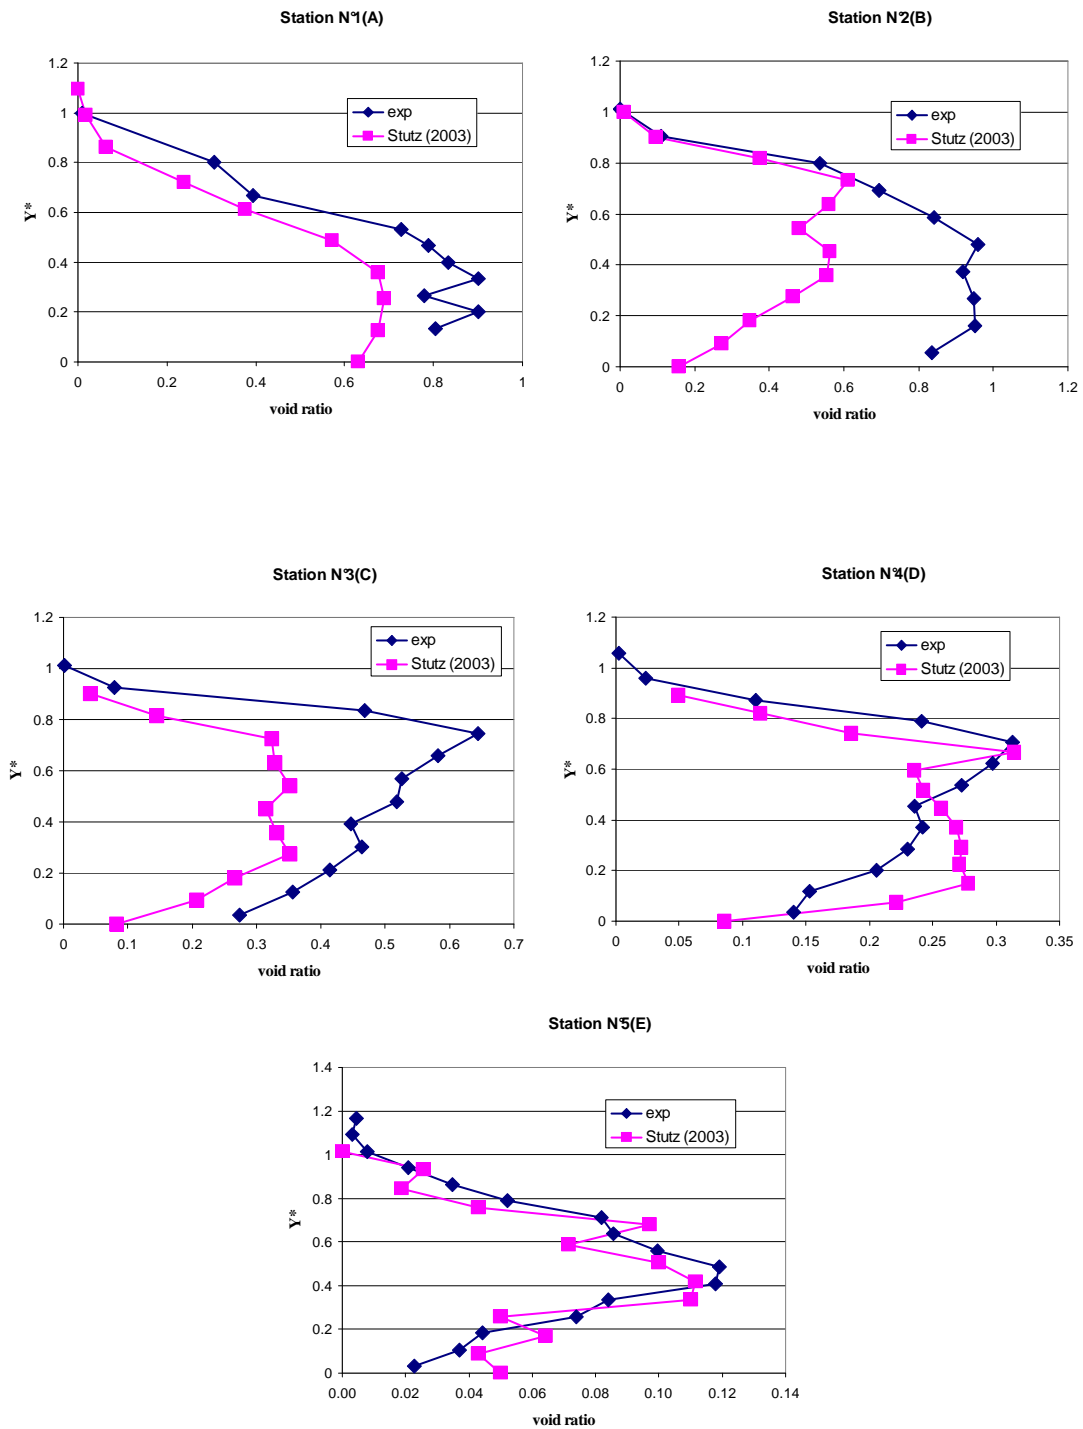 Station N°1(A)
1.2
1
0.8
0.6
0.4
0.2
0
Y*
exp
Stutz (2003)
0 0.2 0.4 0.6 0.8 1
void ratio
Station N°2(B)
1.2
1
0.8
0.6
0.4
0.2
0
Y*
exp
Stutz (2003)
0 0.2 0.4 0.6 0.8 1 1.2
void ratio
Station N°3(C)
1.2
1
0.8
0.6
0.4
0.2
0
Y*
exp
Stutz (2003)
0 0.1 0.2 0.3 0.4 0.5 0.6 0.7
void ratio
Station N°4(D)
1.2
1
0.8
0.6
0.4
0.2
0
Y*
exp
Stutz (2003)
0 0.05 0.1 0.15 0.2 0.25 0.3 0.35
void ratio
Station N°5(E)
1.4
1.2
1
0.8
0.6
0.4
0.2
0
Y*
exp
Stutz (2003)
0.00 0.02 0.04 0.06 0.08 0.10 0.12 0.14
void ratio